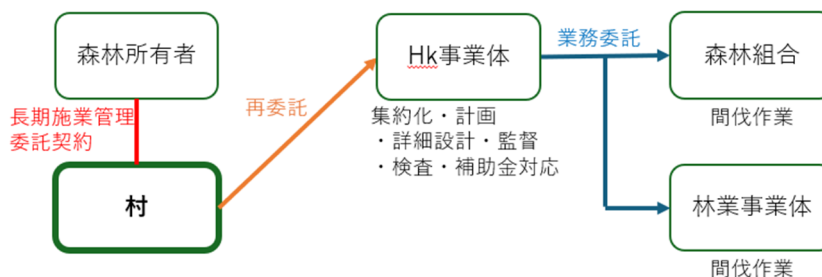 森林所有者
長期施業管理
委託契約
村
再委託
Hk事業体
集約化・計画
・詳細設計・監督
・検査・補助金対応
業務委託
森林組合
間伐作業
林業事業体
間伐作業